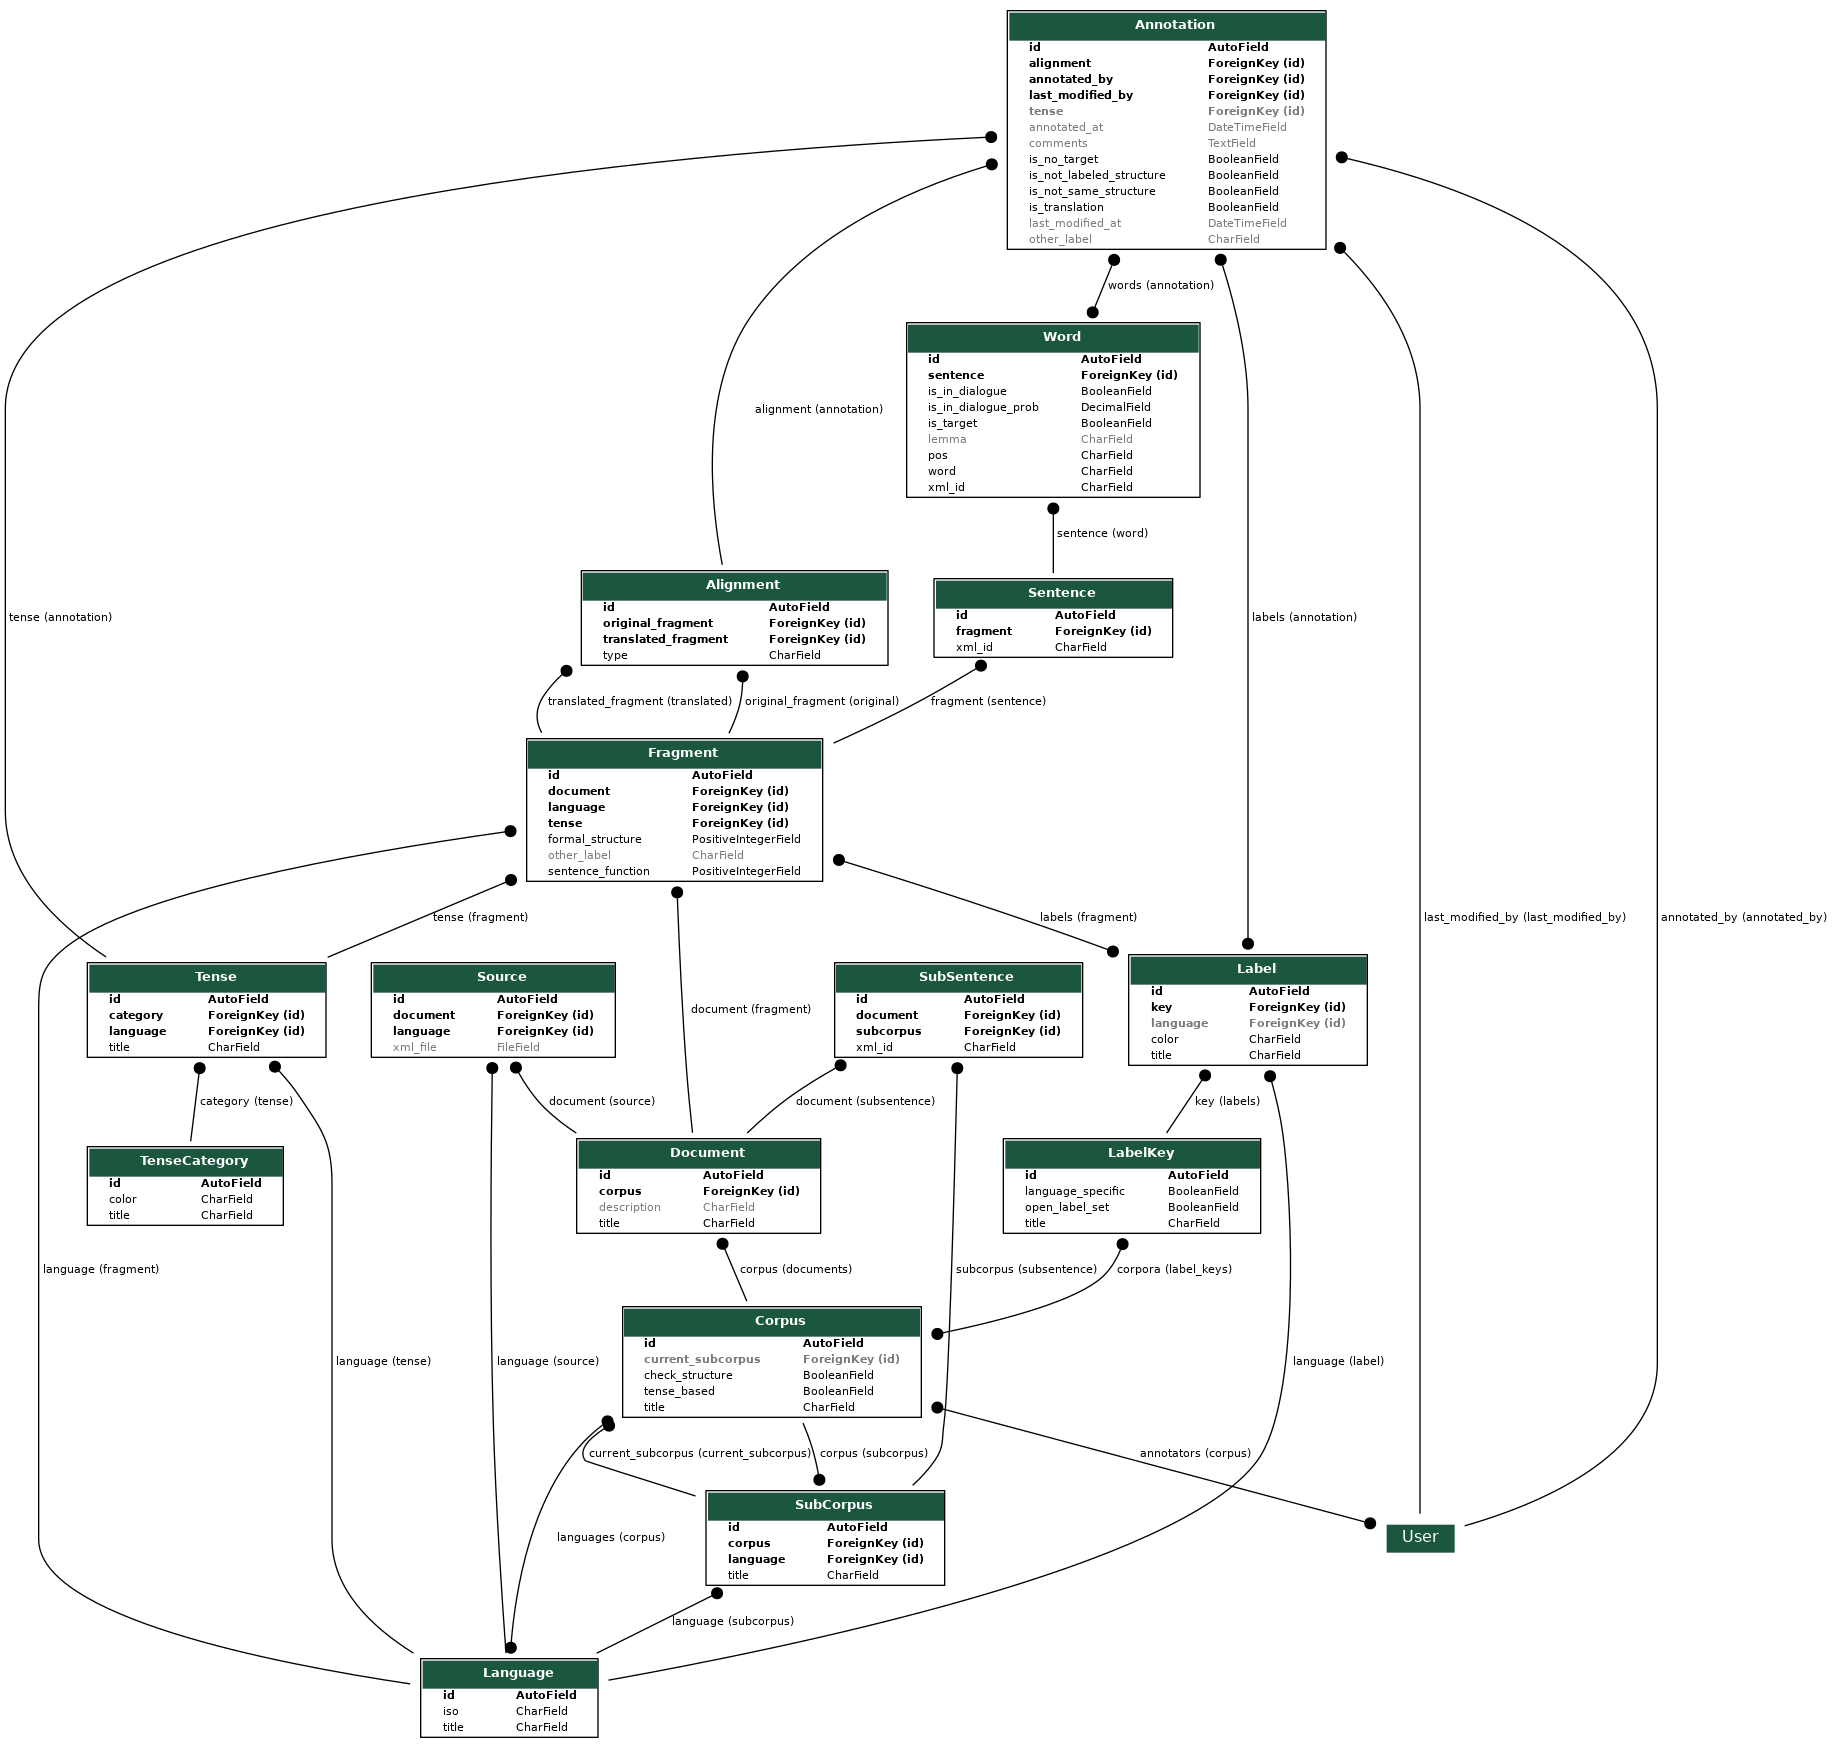 Annotation
id AutoField
alignment ForeignKey (id)
annotated_by ForeignKey (id)
last_modified_by ForeignKey (id)
tense ForeignKey (id)
annotated_at DateTimeField
comments TextField
is_no_target BooleanField
is_not_labeled_structure BooleanField
is_not_same_structure BooleanField
is_translation BooleanField
last_modified_at DateTimeField
other_label CharField
words (annotation)
Word
id AutoField
sentence ForeignKey (id)
is_in_dialogue BooleanField
is_in_dialogue_prob DecimalField
is_target BooleanField
lemma CharField
pos CharField
word CharField
xml_id CharField
alignment (annotation)
sentence (word)
Alignment
id AutoField
original_fragment ForeignKey (id)
translated_fragment ForeignKey (id)
type CharField
Sentence
id AutoField
fragment ForeignKey (id)
xml_id CharField
tense (annotation)
labels (annotation)
translated_fragment (translated)
original_fragment (original)
fragment (sentence)
Fragment
id AutoField
document ForeignKey (id)
language ForeignKey (id)
tense ForeignKey (id)
formal_structure PositiveIntegerField
other_label CharField
sentence_function PositiveIntegerField
tense (fragment)
labels (fragment)
last_modified_by (last_modified_by)
annotated_by (annotated_by)
Tense
id AutoField
category ForeignKey (id)
language ForeignKey (id)
title CharField
Source
id AutoField
document ForeignKey (id)
language ForeignKey (id)
xml_file FileField
document (fragment)
SubSentence
id AutoField
document ForeignKey (id)
subcorpus ForeignKey (id)
xml_id CharField
Label
id AutoField
key ForeignKey (id)
language ForeignKey (id)
color CharField
title CharField
category (tense)
document (source)
document (subsentence)
key (labels)
TenseCategory
id AutoField
color CharField
title CharField
Document
id AutoField
corpus ForeignKey (id)
description CharField
title CharField
LabelKey
id AutoField
language_specific BooleanField
open_label_set BooleanField
title CharField
language (fragment)
corpus (documents)
subcorpus (subsentence)
corpora (label_keys)
Corpus
id AutoField
current_subcorpus ForeignKey (id)
check_structure BooleanField
tense_based BooleanField
title CharField
language (tense)
language (source)
language (label)
current_subcorpus (current_subcorpus)
corpus (subcorpus)
annotators (corpus)
SubCorpus
id AutoField
corpus ForeignKey (id)
language ForeignKey (id)
title CharField
languages (corpus)
User
language (subcorpus)
Language
id AutoField
iso CharField
title CharField